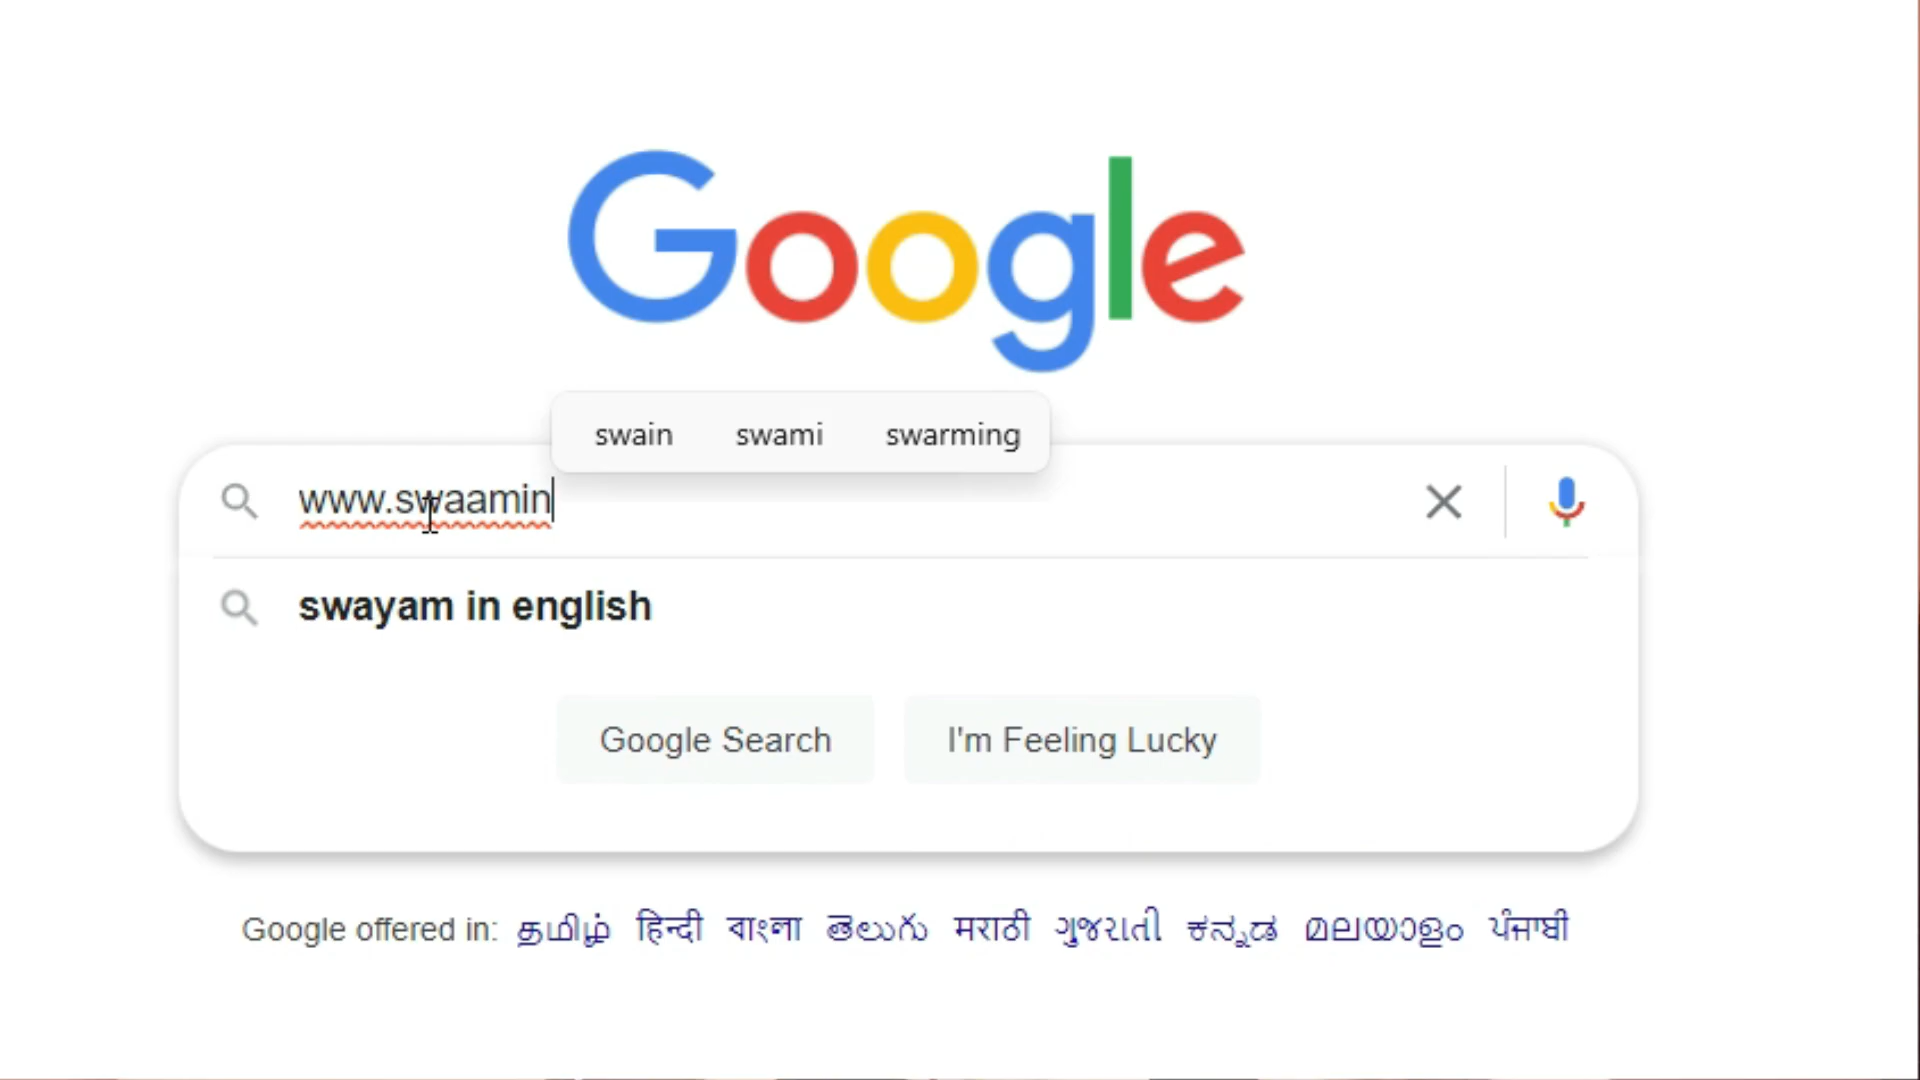 Google
swain swami swarming
www.swaamin
swayam in english
Google Search I'm Feeling Lucky
Google offered in: தமிழ் हिन्दी বাংলা తెలుగు मराठी ગુજરાતી ಕನ್ನಡ മലയാളം ਪੰਜਾਬੀ